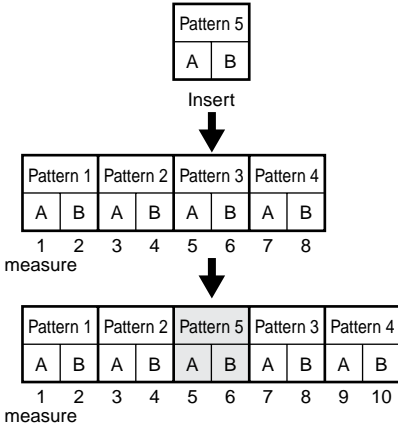 Pattern 5
A B
Insert
Pattern 1 Pattern 2 Pattern 3 Pattern 4
A B A B A B A B
1 2 3 4 5 6 7 8
measure
Pattern 1 Pattern 2 Pattern 5 Pattern 3 Pattern 4
A B A B A B A B A B
1 2 3 4 5 6 7 8 9 10
measure